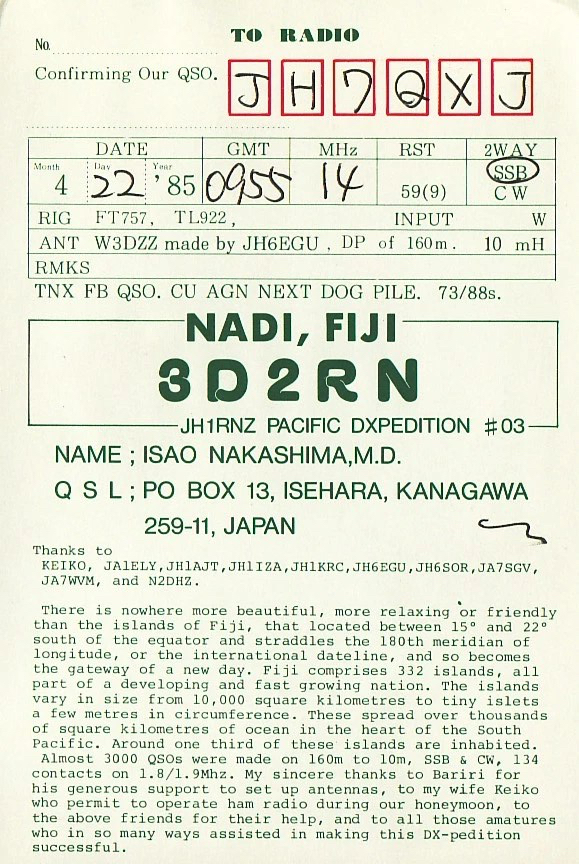 TO RADIO
No.
Confirming Our QSO. JH7QXJ
DATE GMT MHz RST 2WAY
Month Day Year SSB
4 22 '85 0955 14 59(9) CW
RIG FT757, TL922, INPUT W
ANT W3DZZ made by JH6EGU, DP of 160m. 10 mH
RMKS
TNX FB QSO. CU AGN NEXT DOG PILE. 73/88s.
NADI, FIJI
3D2RN
JH1RNZ PACIFIC DXPEDITION #03
NAME ; ISAO NAKASHIMA,M.D.
Q S L ; PO BOX 13, ISEHARA, KANAGAWA
259-11, JAPAN
Thanks to
KEIKO, JA1ELY,JH1AJT,JH1IZA,JH1KRC,JH6EGU,JH6SOR,JA7SGV,
JA7WVM, and N2DHZ.
There is nowhere more beautiful, more relaxing or friendly
than the islands of Fiji, that located between 15° and 22°
south of the equator and straddles the 180th meridian of
longitude, or the international dateline, and so becomes
the gateway of a new day. Fiji comprises 332 islands, all
part of a developing and fast growing nation. The islands
vary in size from 10,000 square kilometres to tiny islets
a few metres in circumference. These spread over thousands
of square kilometres of ocean in the heart of the South
Pacific. Around one third of these islands are inhabited.
Almost 3000 QSOs were made on 160m to 10m, SSB & CW, 134
contacts on 1.8/1.9Mhz. My sincere thanks to Bariri for
his generous support to set up antennas, to my wife Keiko
who permit to operate ham radio during our honeymoon, to
the above friends for their help, and to all those amatures
who in so many ways assisted in making this DX-pedition
successful.